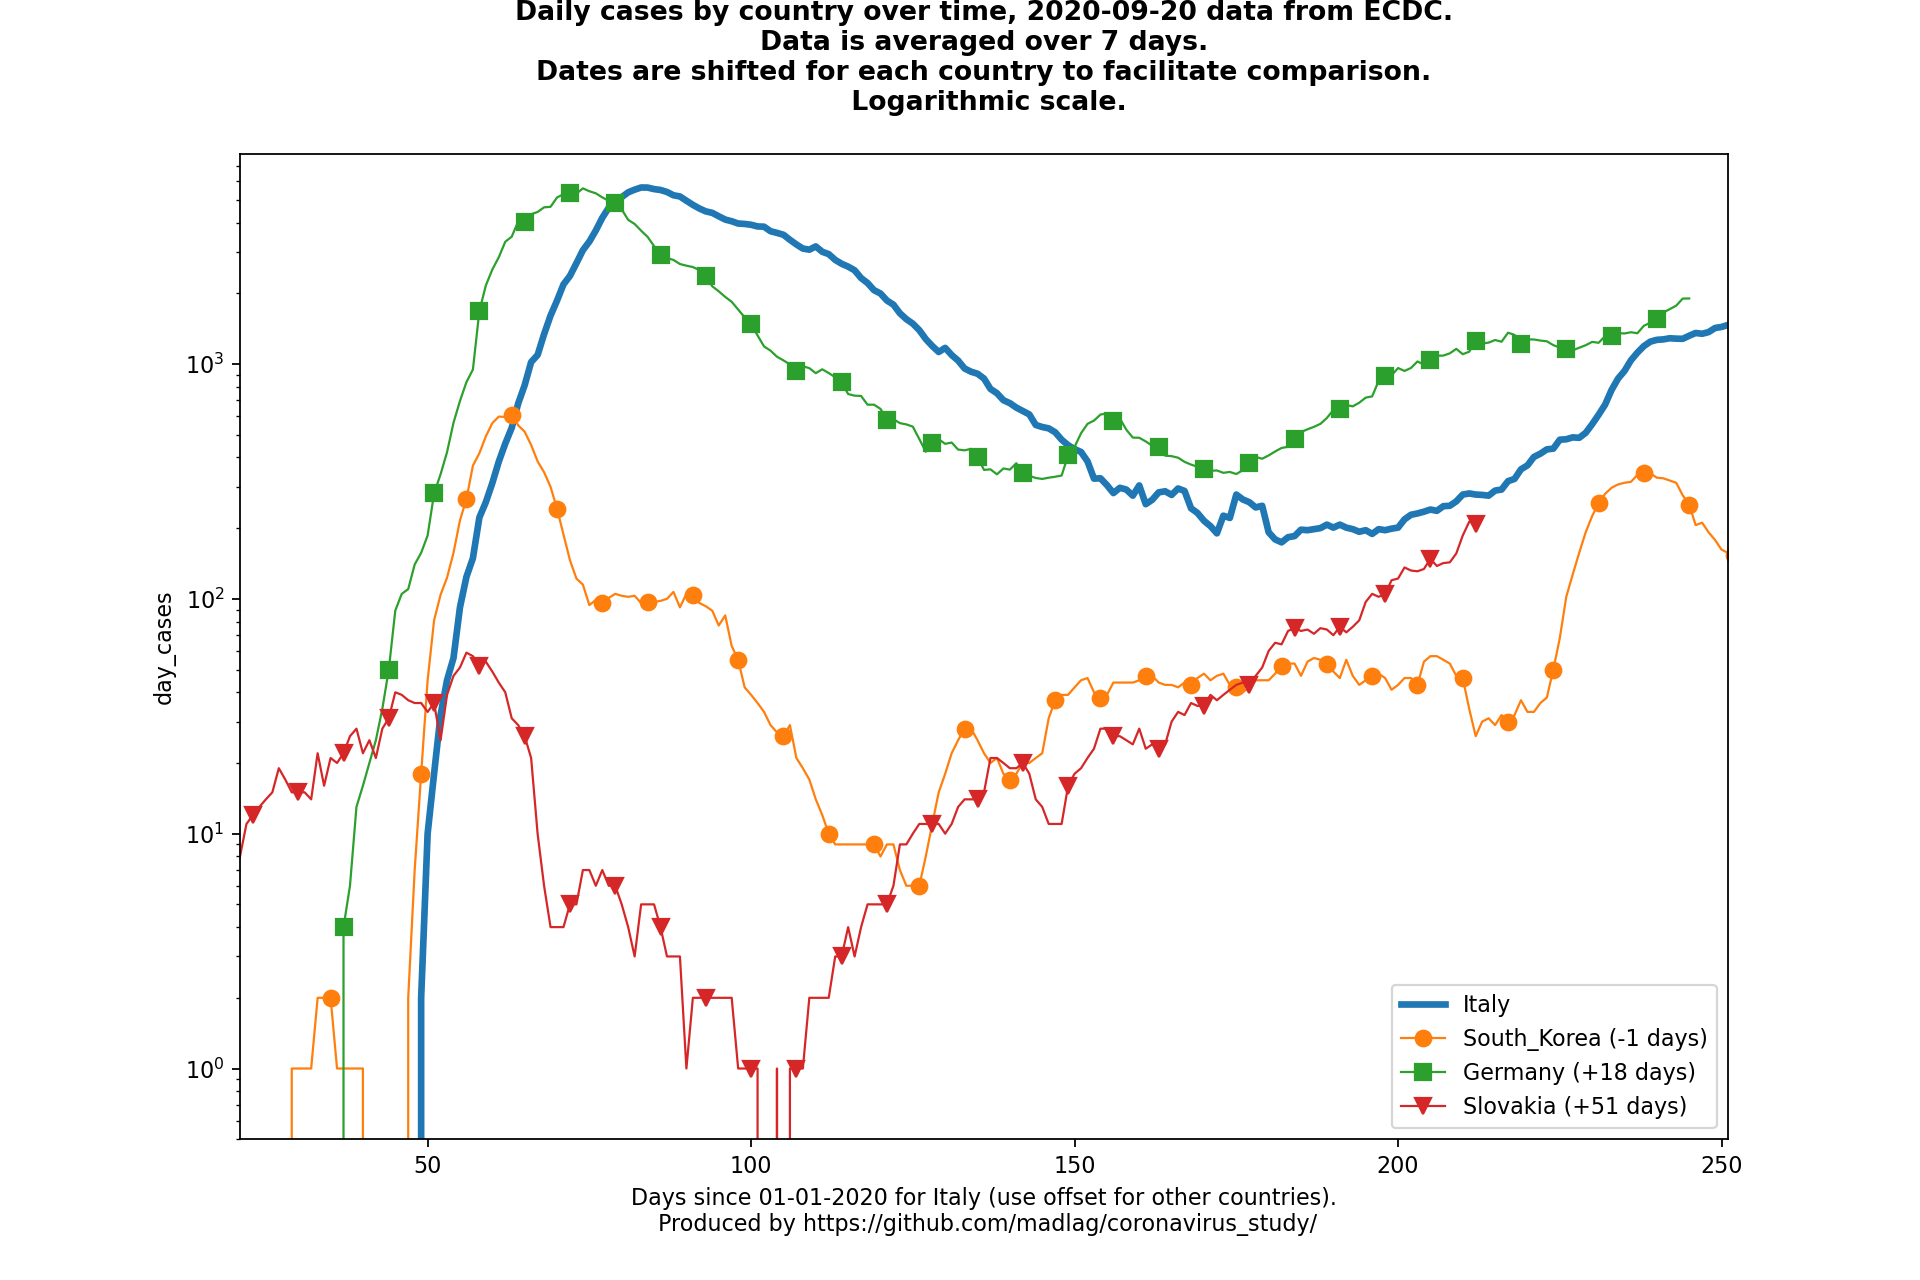 Daily cases by country over time, 2020-09-20 data from ECDC.
Data is averaged over 7 days.
Dates are shifted for each country to facilitate comparison.
Logarithmic scale.
day_cases
10³
10²
10¹
10⁰
50
100
150
200
250
Italy
South_Korea (-1 days)
Germany (+18 days)
Slovakia (+51 days)
Days since 01-01-2020 for Italy (use offset for other countries).
Produced by https://github.com/madlag/coronavirus_study/